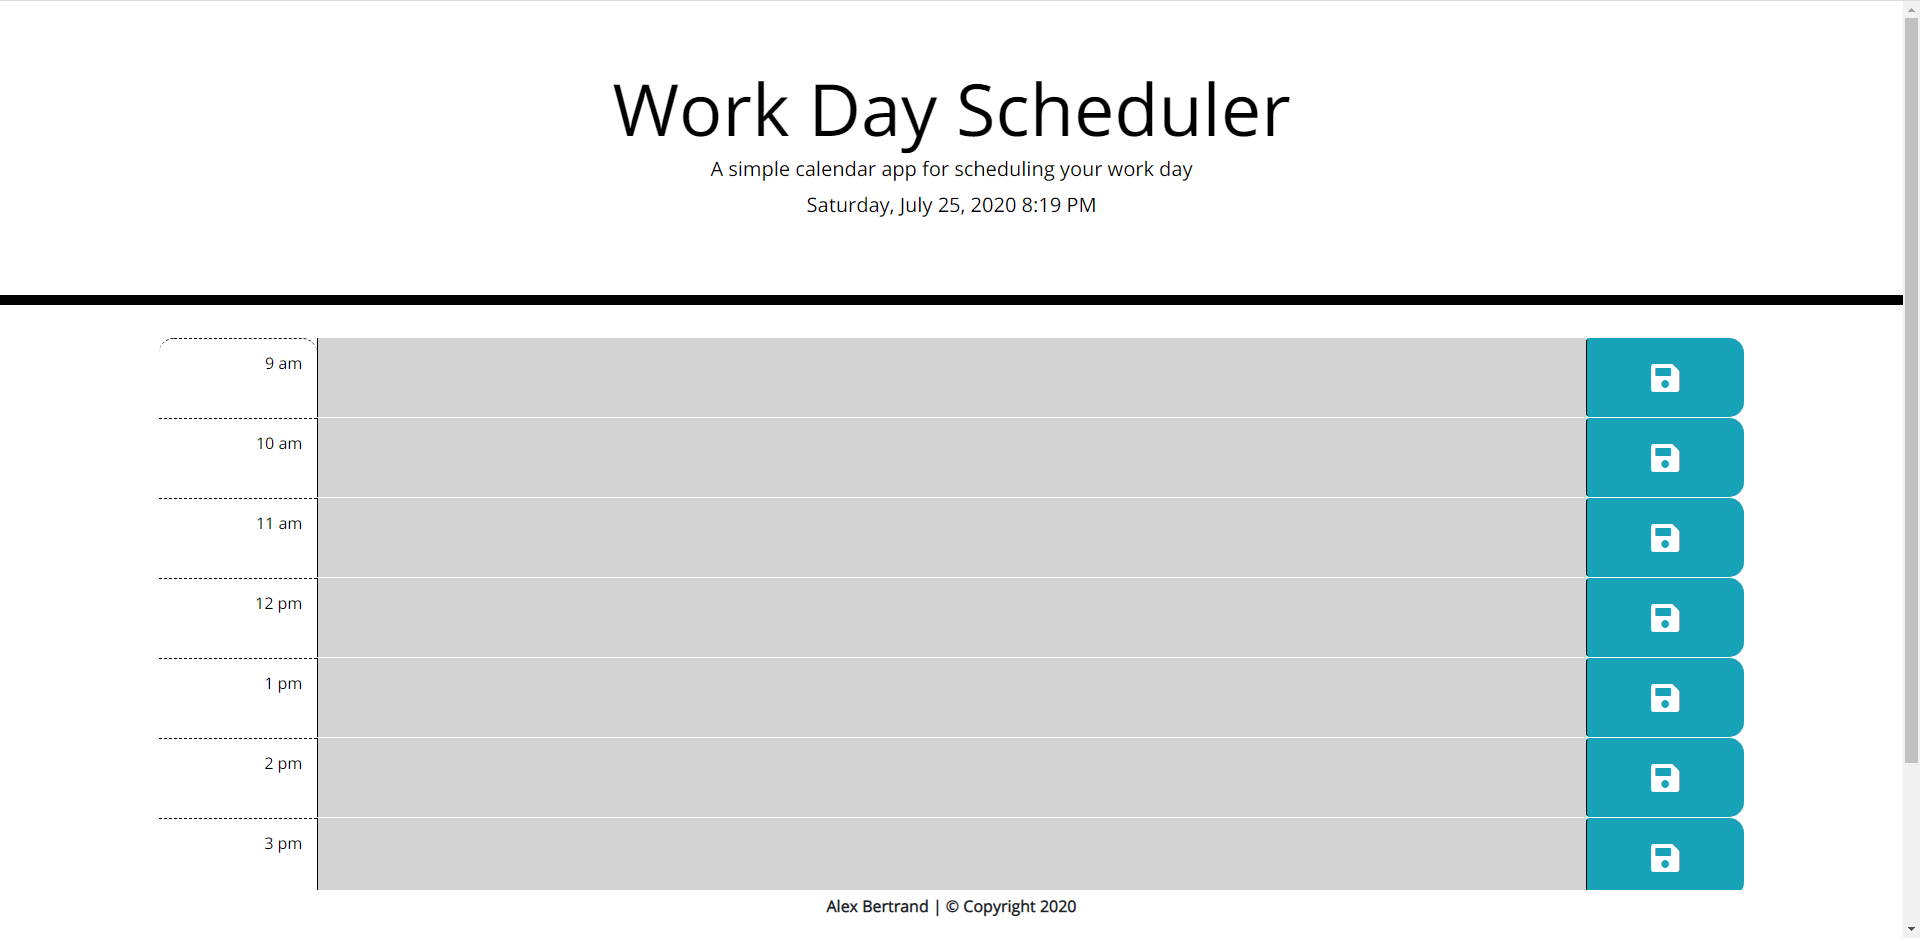 Work Day Scheduler
A simple calendar app for scheduling your work day
Saturday, July 25, 2020 8:19 PM
9 am
10 am
11 am
12 pm
1 pm
2 pm
3 pm
Alex Bertrand | © Copyright 2020